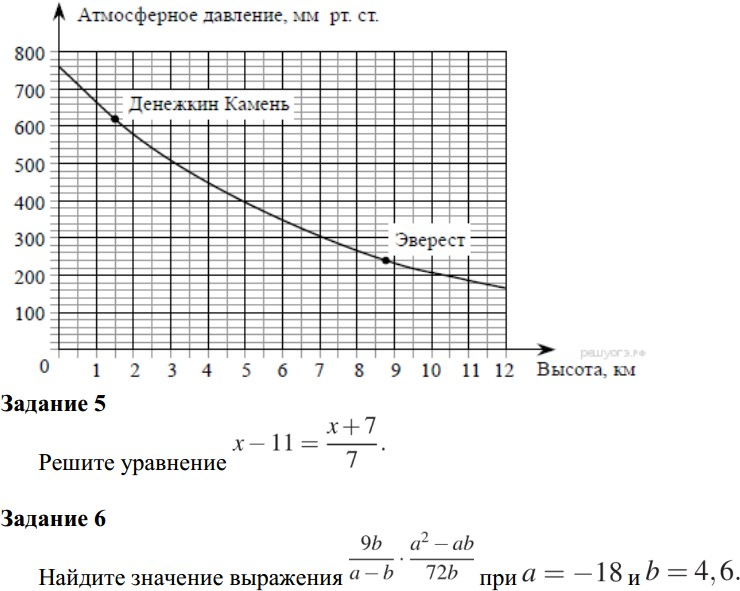 Атмосферное давление, мм рт. ст.
800
700
Денежкин Камень
600
500
400
300
Эверест
200
100
0
1 2 3 4 5 6 7 8 9 10 11 12 Высота, км
решуогэ.рф
Задание 5
Решите уравнение x − 11 = (x + 7)/7.
Задание 6
Найдите значение выражения 9b/(a − b) · (a² − ab)/72b при a = −18 и b = 4,6.